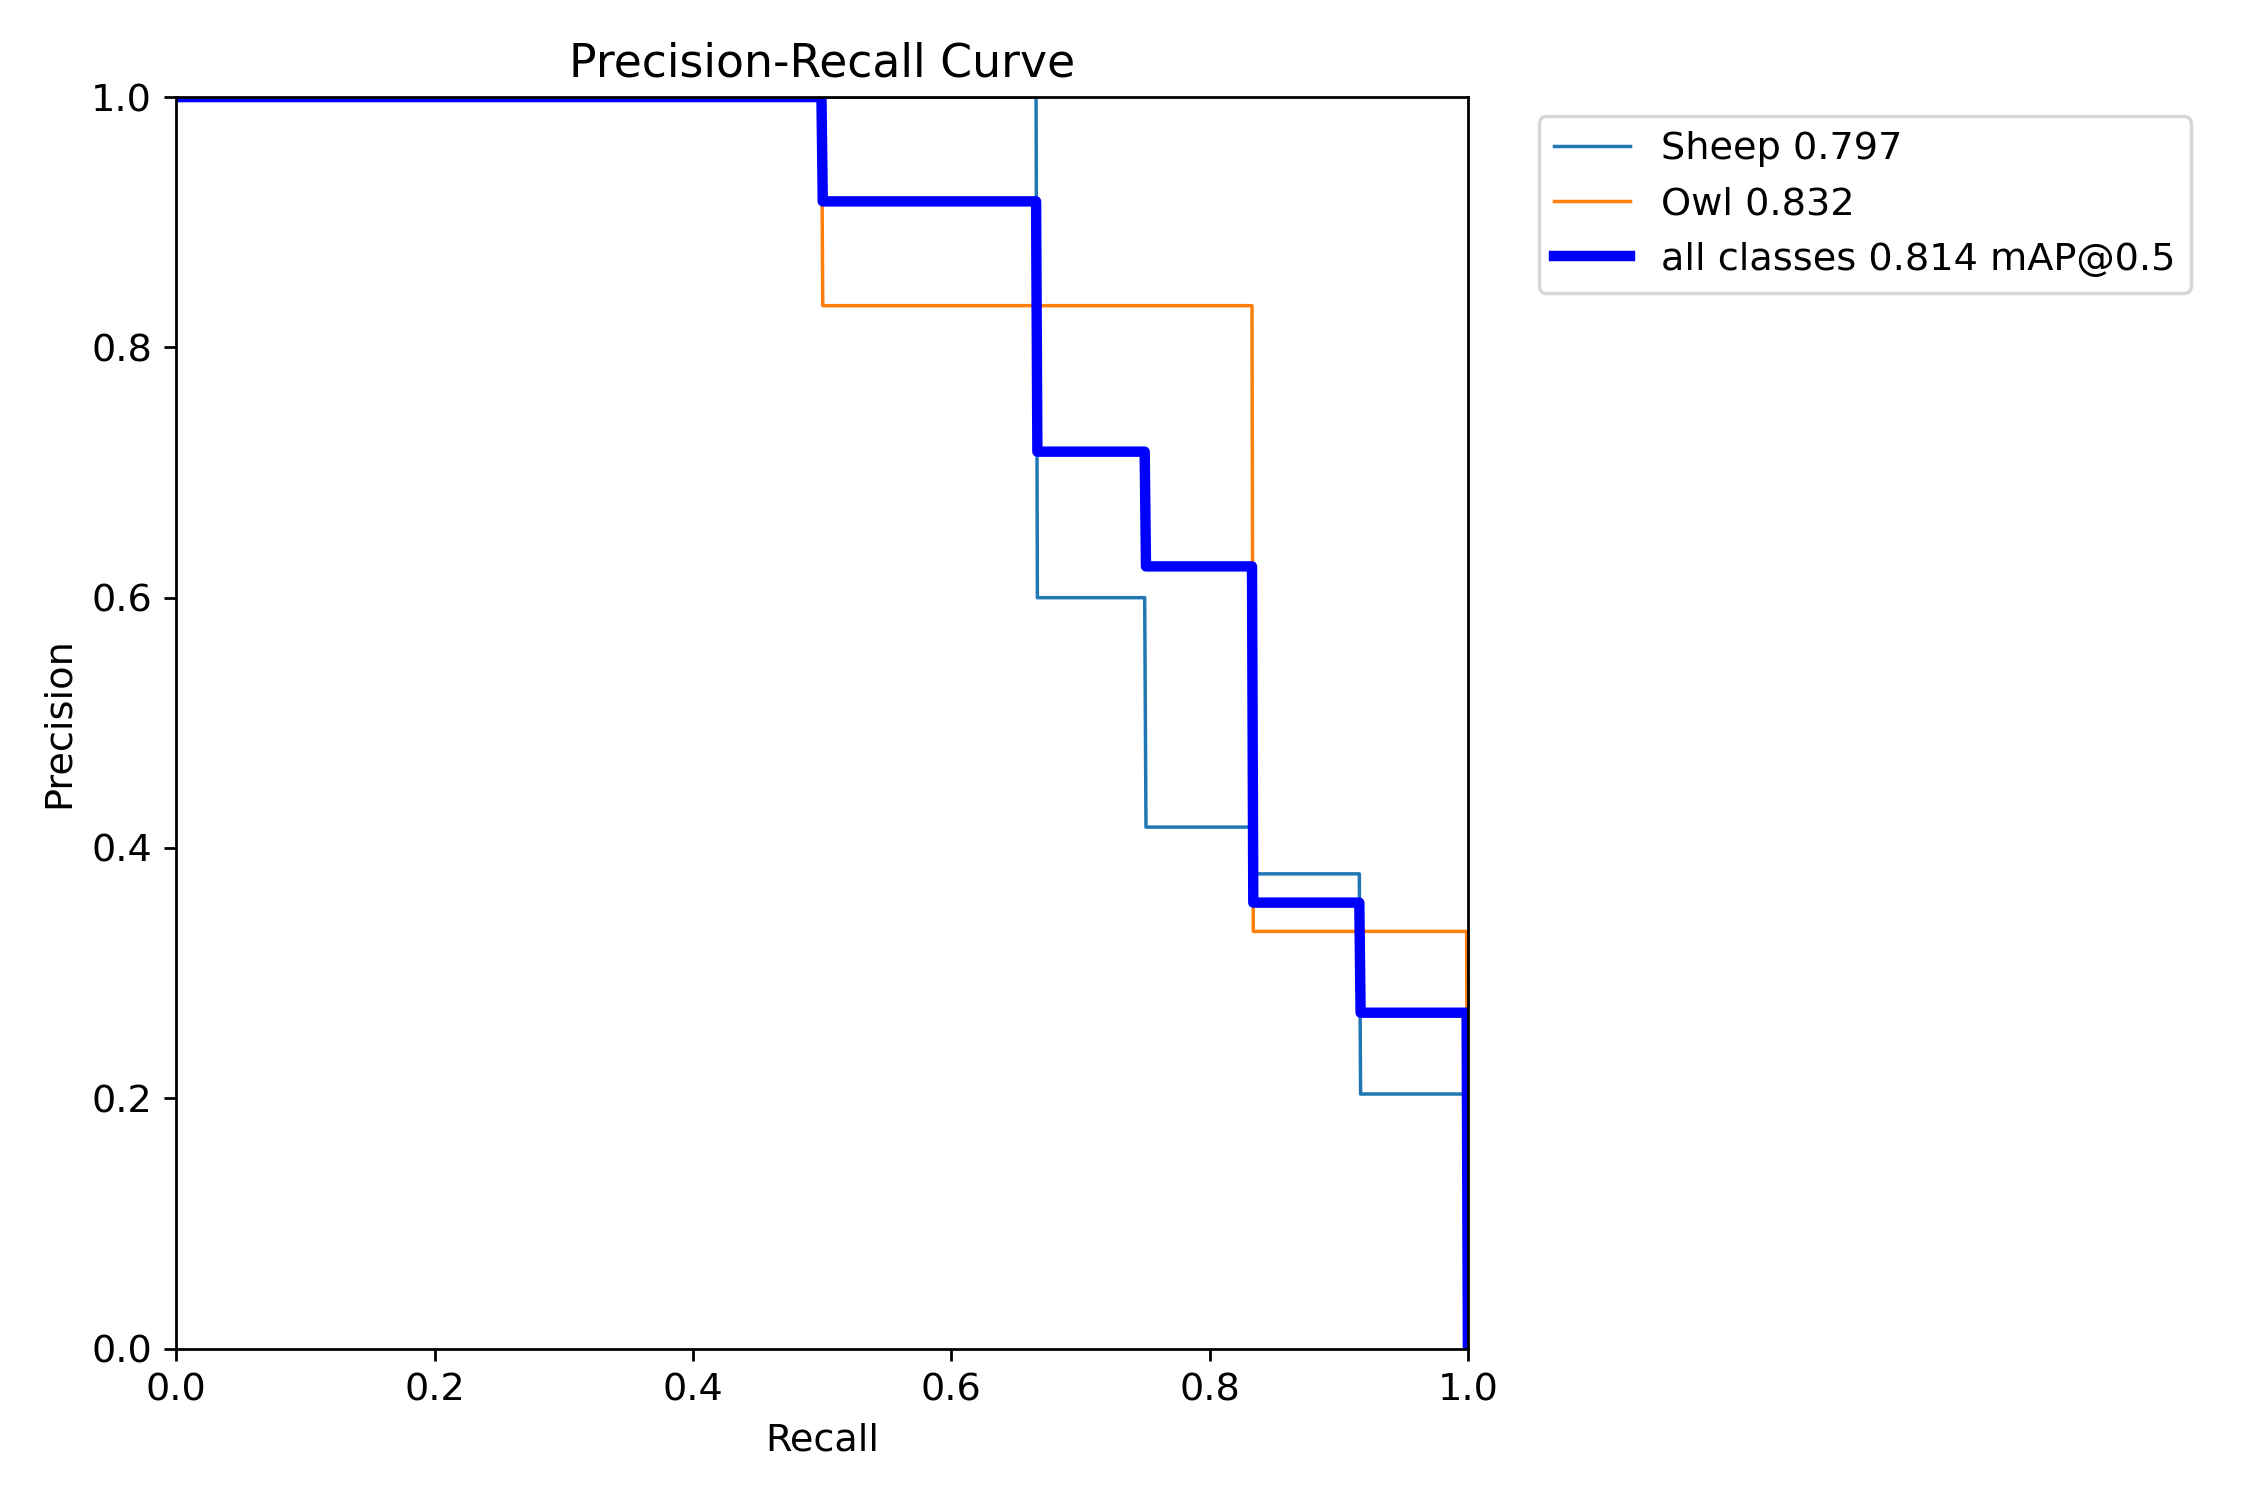 Precision-Recall Curve
1.0
0.8
0.6
0.4
0.2
0.0
Precision
0.0 0.2 0.4 0.6 0.8 1.0
Recall
Sheep 0.797
Owl 0.832
all classes 0.814 mAP@0.5